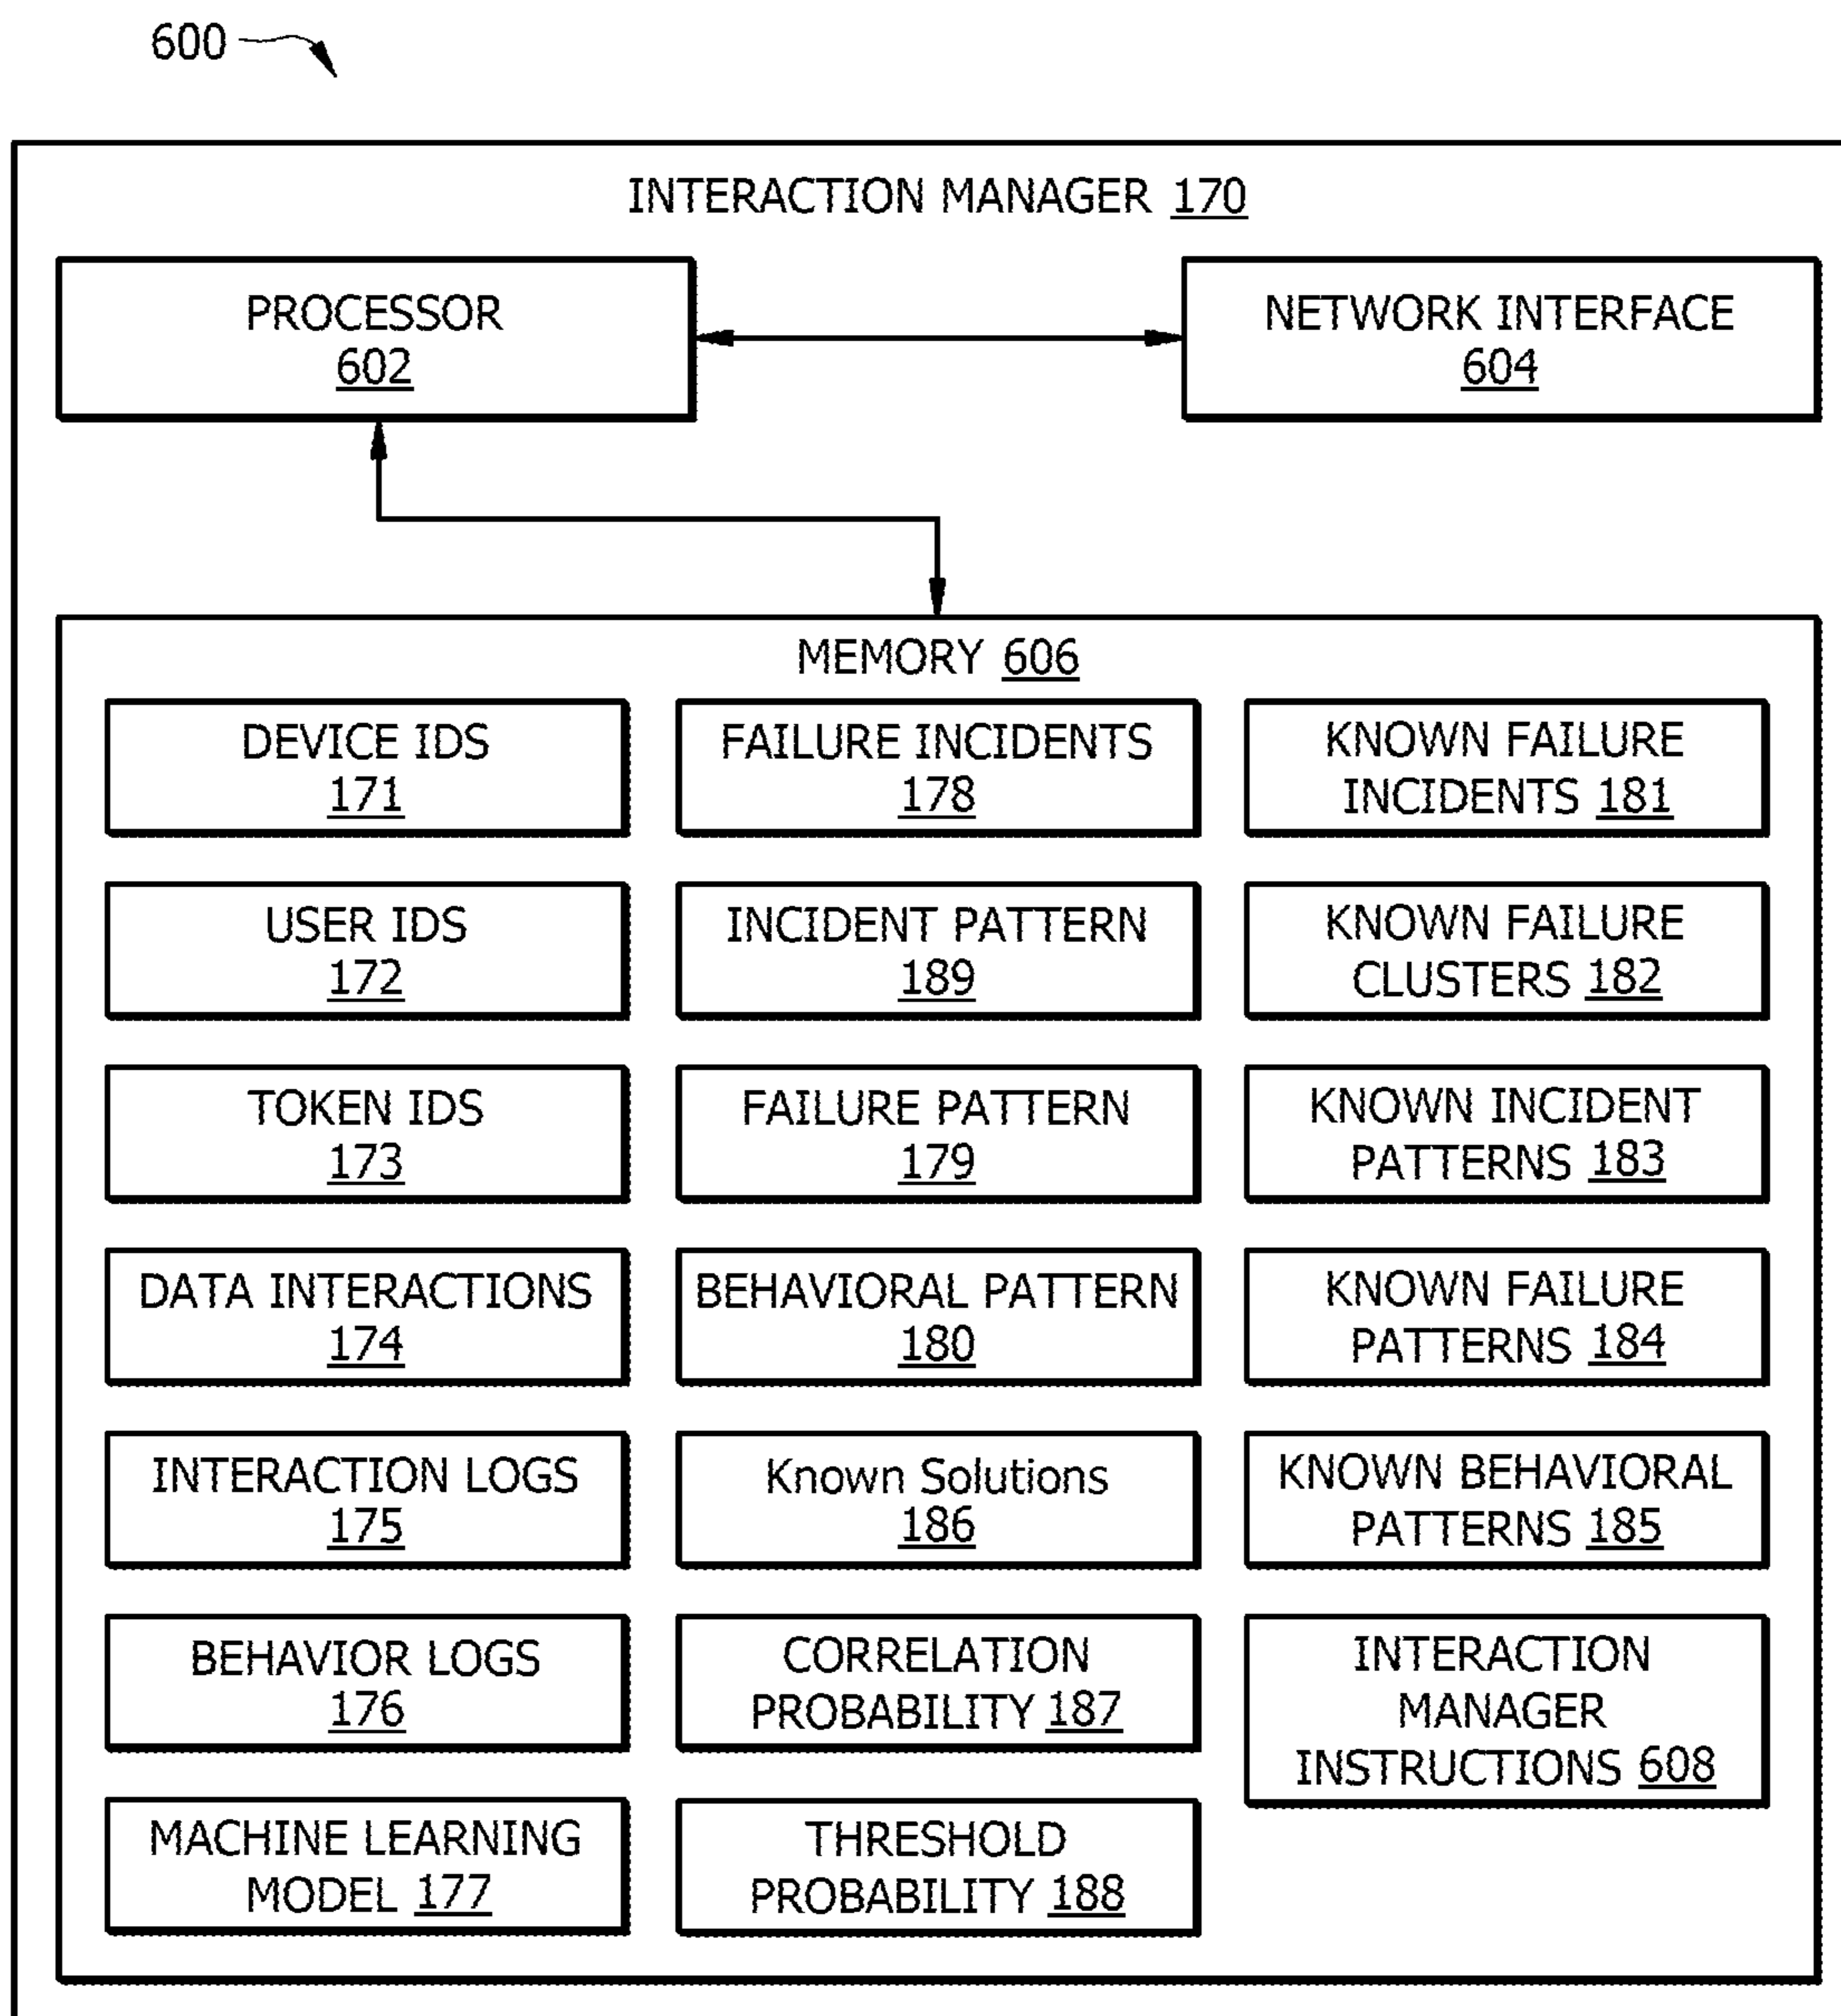 600
INTERACTION MANAGER 170
PROCESSOR
602
NETWORK INTERFACE
604
MEMORY 606
DEVICE IDS
171
FAILURE INCIDENTS
178
KNOWN FAILURE
INCIDENTS 181
USER IDS
172
INCIDENT PATTERN
189
KNOWN FAILURE
CLUSTERS 182
TOKEN IDS
173
FAILURE PATTERN
179
KNOWN INCIDENT
PATTERNS 183
DATA INTERACTIONS
174
BEHAVIORAL PATTERN
180
KNOWN FAILURE
PATTERNS 184
INTERACTION LOGS
175
Known Solutions
186
KNOWN BEHAVIORAL
PATTERNS 185
BEHAVIOR LOGS
176
CORRELATION
PROBABILITY 187
INTERACTION
MANAGER
INSTRUCTIONS 608
MACHINE LEARNING
MODEL 177
THRESHOLD
PROBABILITY 188